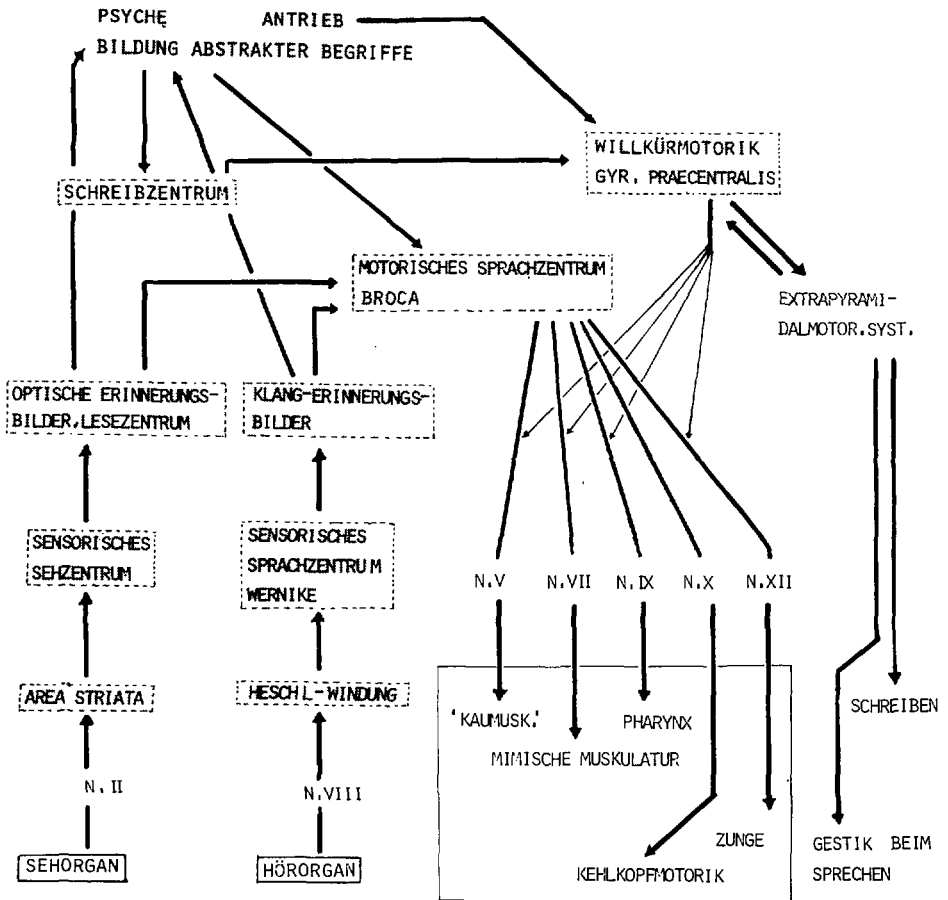 PSYCHE ANTRIEB
BILDUNG ABSTRAKTER BEGRIFFE
WILLKÜRMOTORIK
GYR. PRAECENTRALIS
SCHREIBZENTRUM
MOTORISCHES SPRACHZENTRUM
BROCA
EXTRAPYRAMI-
DALMOTOR.SYST.
OPTISCHE ERINNERUNGS-
BILDER,LESEZENTRUM
KLANG-ERINNERUNGS-
BILDER
SENSORISCHES
SEHZENTRUM
SENSORISCHES
SPRACHZENTRUM
WERNIKE
N.V N.VII N.IX N.X N.XII
AREA STRIATA
HESCHL-WINDUNG
'KAUMUSK.' PHARYNX
MIMISCHE MUSKULATUR
SCHREIBEN
N.II
N.VIII
ZUNGE
KEHLKOPFMOTORIK
GESTIK BEIM
SPRECHEN
SEHORGAN
HÖRORGAN